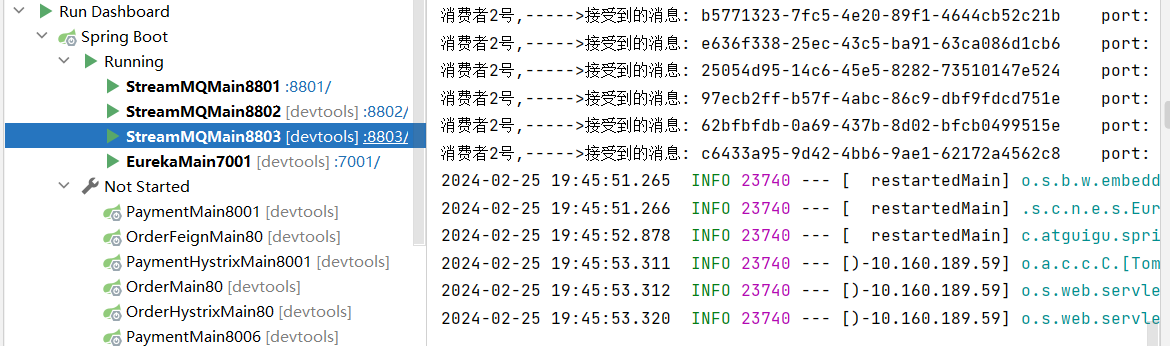 Run Dashboard
Spring Boot
Running
StreamMQMain8801 :8801/
StreamMQMain8802 [devtools] :8802/
StreamMQMain8803 [devtools] :8803/
EurekaMain7001 [devtools] :7001/
Not Started
PaymentMain8001 [devtools]
OrderFeignMain80 [devtools]
PaymentHystrixMain8001 [devtools]
OrderMain80 [devtools]
OrderHystrixMain80 [devtools]
PaymentMain8006 [devtools]
消费者2号,----->接受到的消息: b5771323-7fc5-4e20-89f1-4644cb52c21b port:
消费者2号,----->接受到的消息: e636f338-25ec-43c5-ba91-63ca086d1cb6 port:
消费者2号,----->接受到的消息: 25054d95-14c6-45e5-8282-73510147e524 port:
消费者2号,----->接受到的消息: 97ecb2ff-b57f-4abc-86c9-dbf9fdcd751e port:
消费者2号,----->接受到的消息: 62bfbfdb-0a69-437b-8d02-bfcb0499515e port:
消费者2号,----->接受到的消息: c6433a95-9d42-4bb6-9ae1-62172a4562c8 port:
2024-02-25 19:45:51.265 INFO 23740 --- [ restartedMain] o.s.b.w.embedd
2024-02-25 19:45:51.266 INFO 23740 --- [ restartedMain] .s.c.n.e.s.Eur
2024-02-25 19:45:52.878 INFO 23740 --- [ restartedMain] c.atguigu.spri
2024-02-25 19:45:53.311 INFO 23740 --- [)-10.160.189.59] o.a.c.c.C.[Tom
2024-02-25 19:45:53.312 INFO 23740 --- [)-10.160.189.59] o.s.web.servle
2024-02-25 19:45:53.320 INFO 23740 --- [)-10.160.189.59] o.s.web.servle